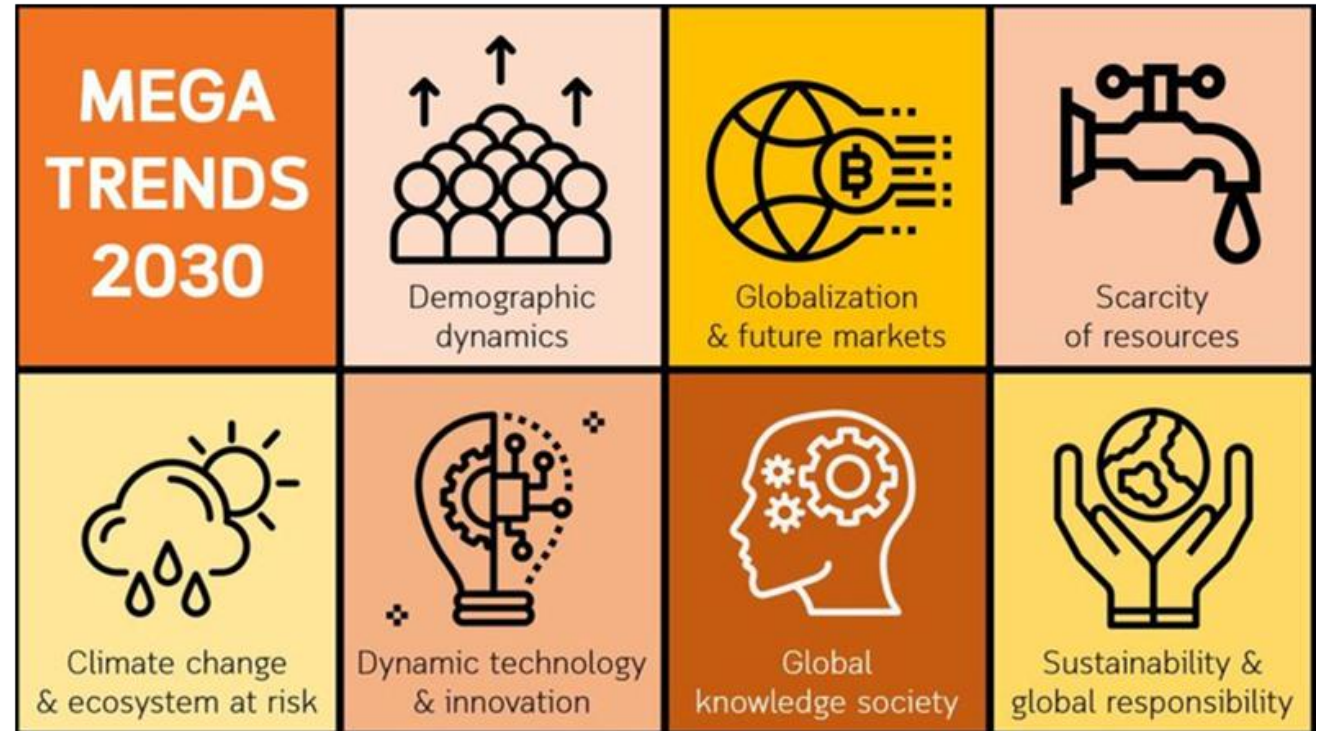 MEGA
TRENDS
2030
Demographic
dynamics
Globalization
& future markets
Scarcity
of resources
Climate change
& ecosystem at risk
Dynamic technology
& innovation
Global
knowledge society
Sustainability &
global responsibility